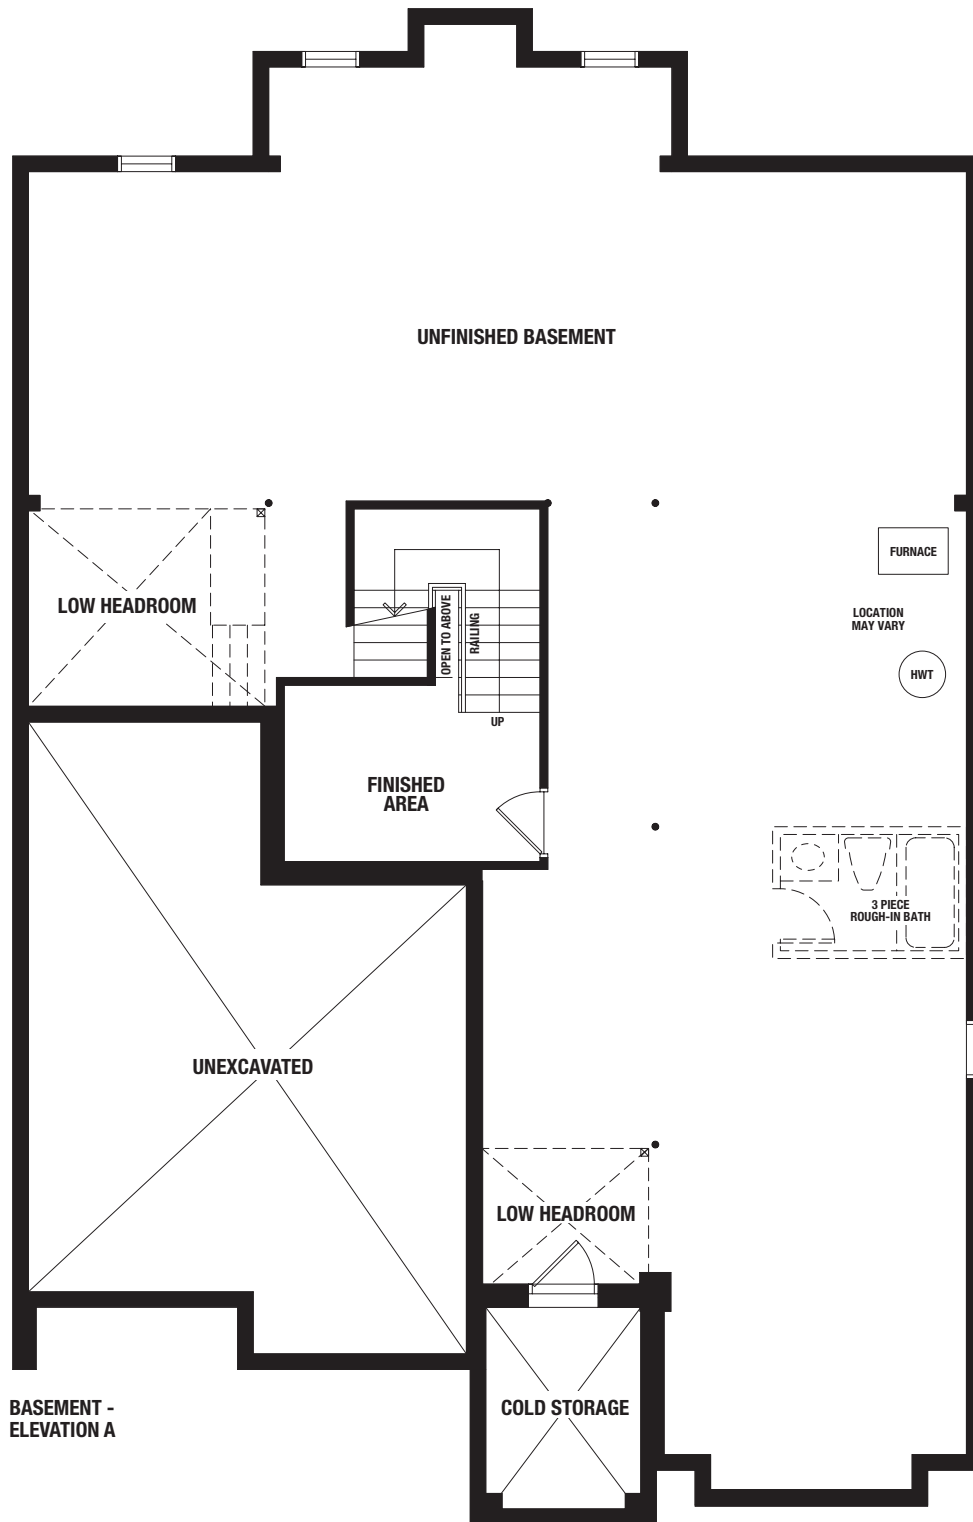 UNFINISHED BASEMENT
FURNACE
LOW HEADROOM
LOCATION
MAY VARY
OPEN TO ABOVE
RAILING
HWT
UP
FINISHED
AREA
3 PIECE
ROUGH-IN BATH
UNEXCAVATED
LOW HEADROOM
COLD STORAGE
BASEMENT -
ELEVATION A